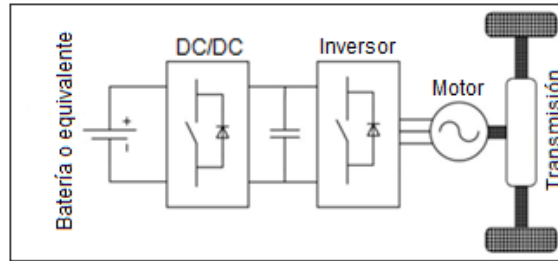 Batería o equivalente
DC/DC
Inversor
Motor
Transmisión